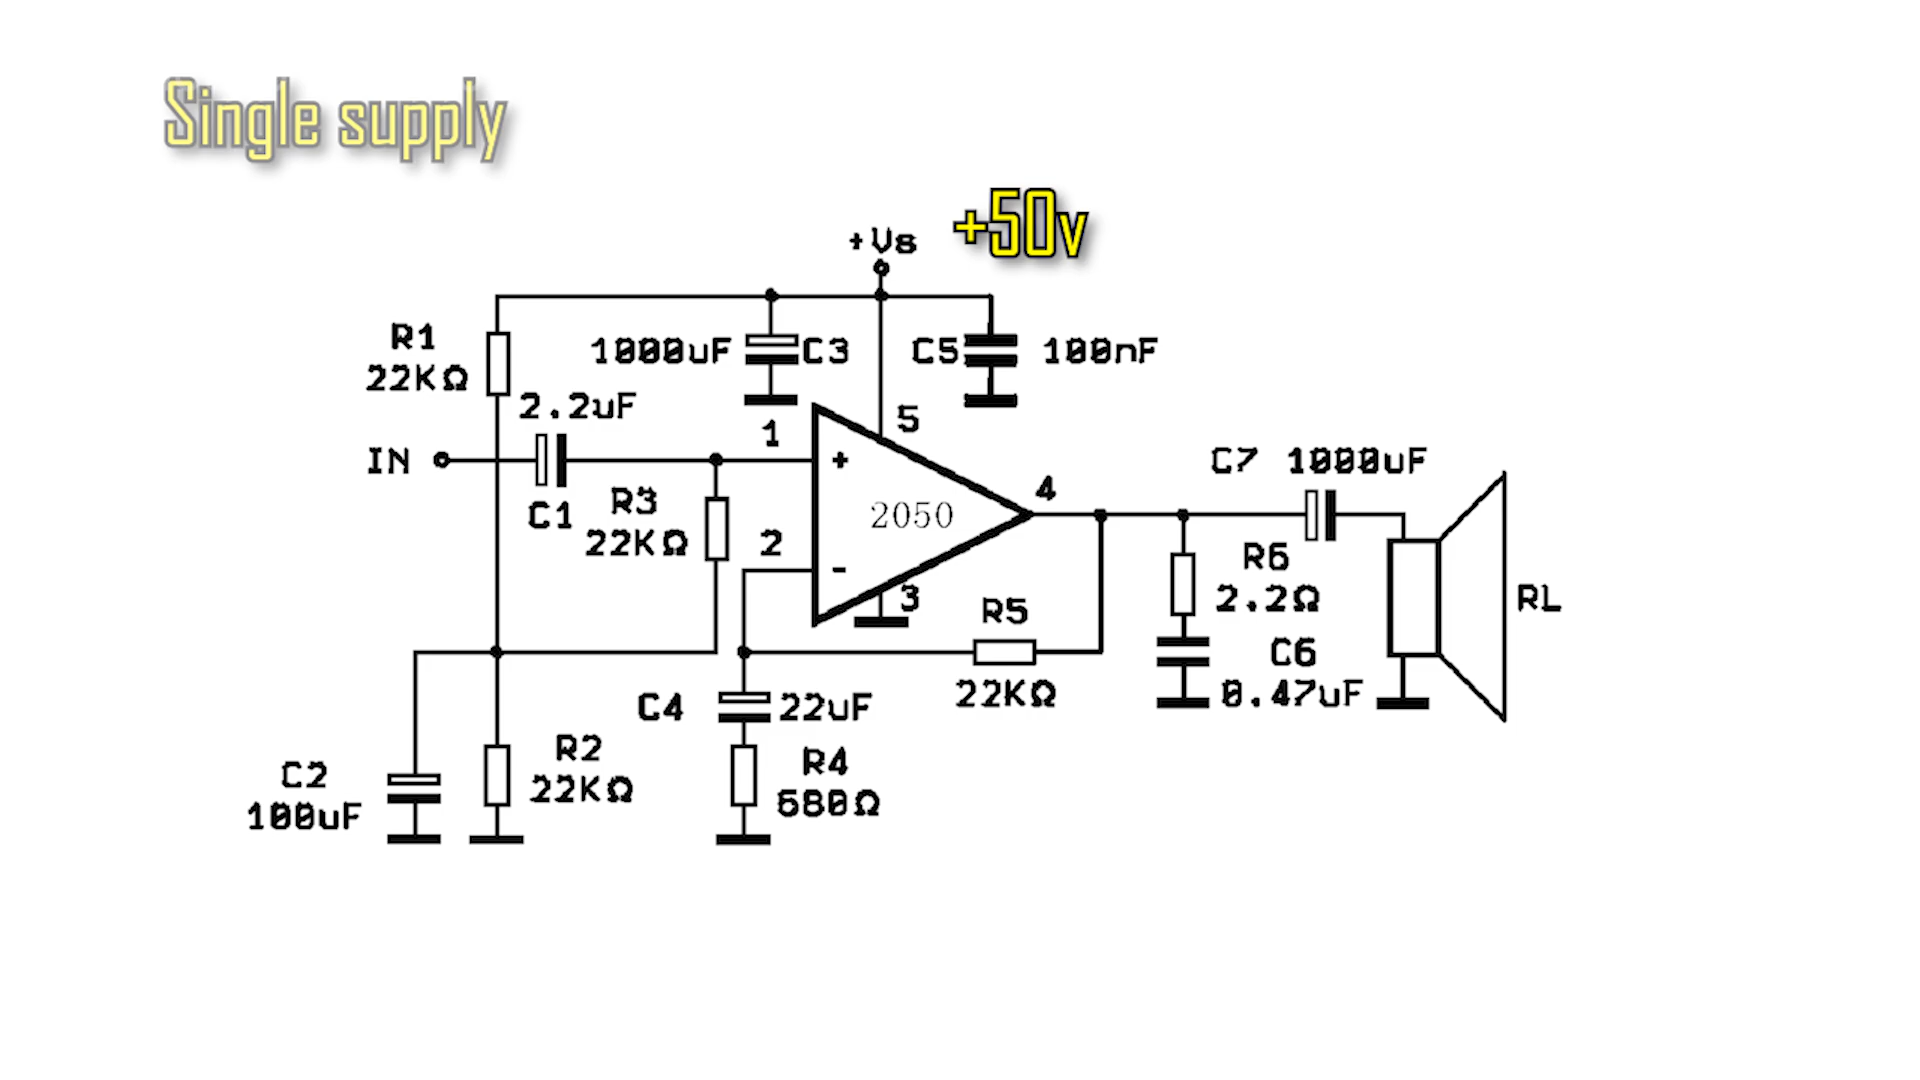 Single supply
+50v
+Vs
R1
22KΩ
1000uF
C3
C5
100nF
2.2uF
5
1
IN
+
C7 1000uF
C1
R3
22KΩ
2050
4
2
-
3
R5
22KΩ
R6
2.2Ω
RL
C6
0.47uF
C4
22uF
R2
22KΩ
R4
680Ω
C2
100uF